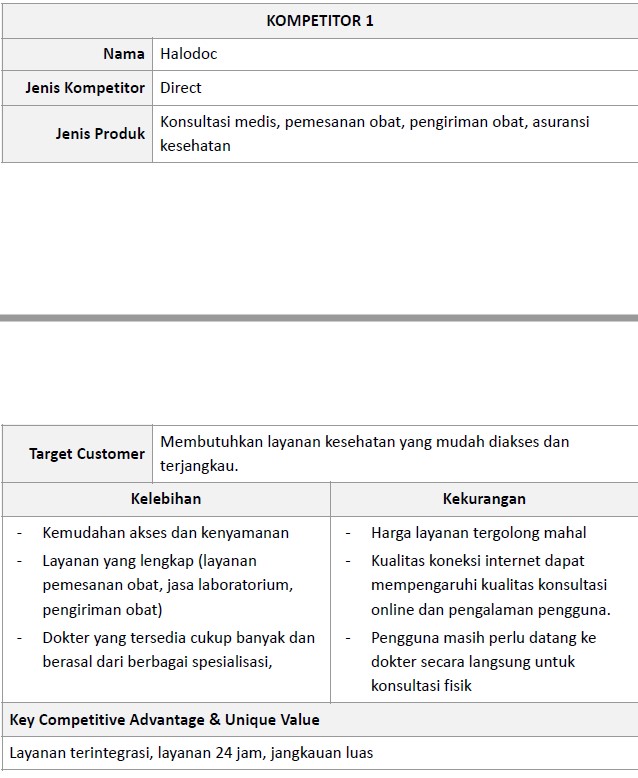 KOMPETITOR 1
Nama Halodoc
Jenis Kompetitor Direct
Jenis Produk
Konsultasi medis, pemesanan obat, pengiriman obat, asuransi
kesehatan
Target Customer
Membutuhkan layanan kesehatan yang mudah diakses dan
terjangkau.
Kelebihan
- Kemudahan akses dan kenyamanan
- Layanan yang lengkap (layanan
pemesanan obat, jasa laboratorium,
pengiriman obat)
- Dokter yang tersedia cukup banyak dan
berasal dari berbagai spesialisasi,
Kekurangan
- Harga layanan tergolong mahal
- Kualitas koneksi internet dapat
mempengaruhi kualitas konsultasi
online dan pengalaman pengguna.
- Pengguna masih perlu datang ke
dokter secara langsung untuk
konsultasi fisik
Key Competitive Advantage & Unique Value
Layanan terintegrasi, layanan 24 jam, jangkauan luas